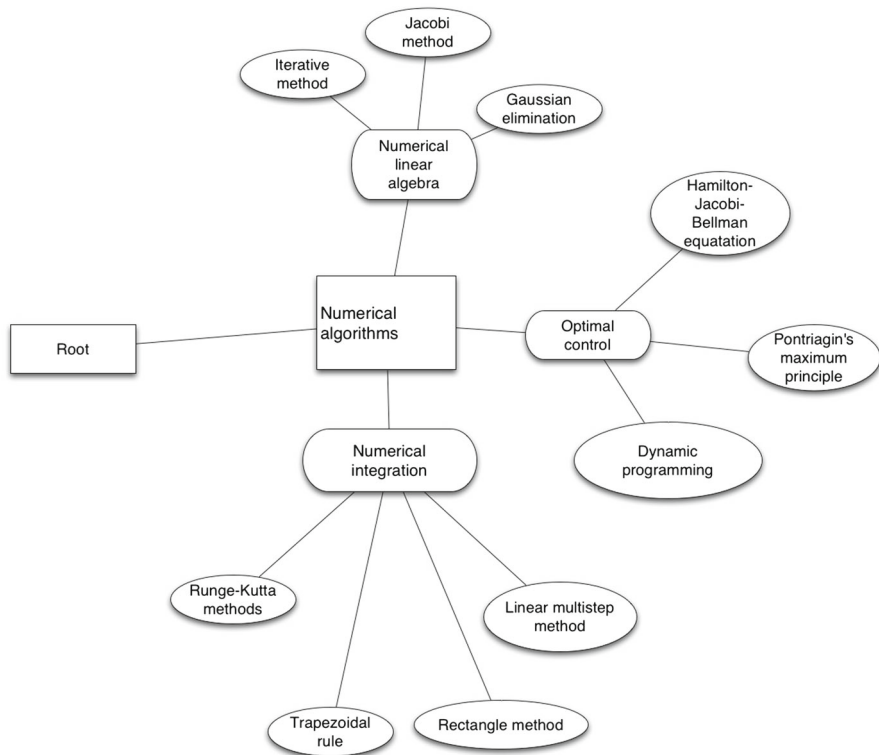 Jacobi
method
Iterative
method
Gaussian
elimination
Numerical
linear
algebra
Hamilton-
Jacobi-
Bellman
equatation
Numerical
algorithms
Root
Optimal
control
Pontriagin's
maximum
principle
Numerical
integration
Dynamic
programming
Runge-Kutta
methods
Linear multistep
method
Trapezoidal
rule
Rectangle method